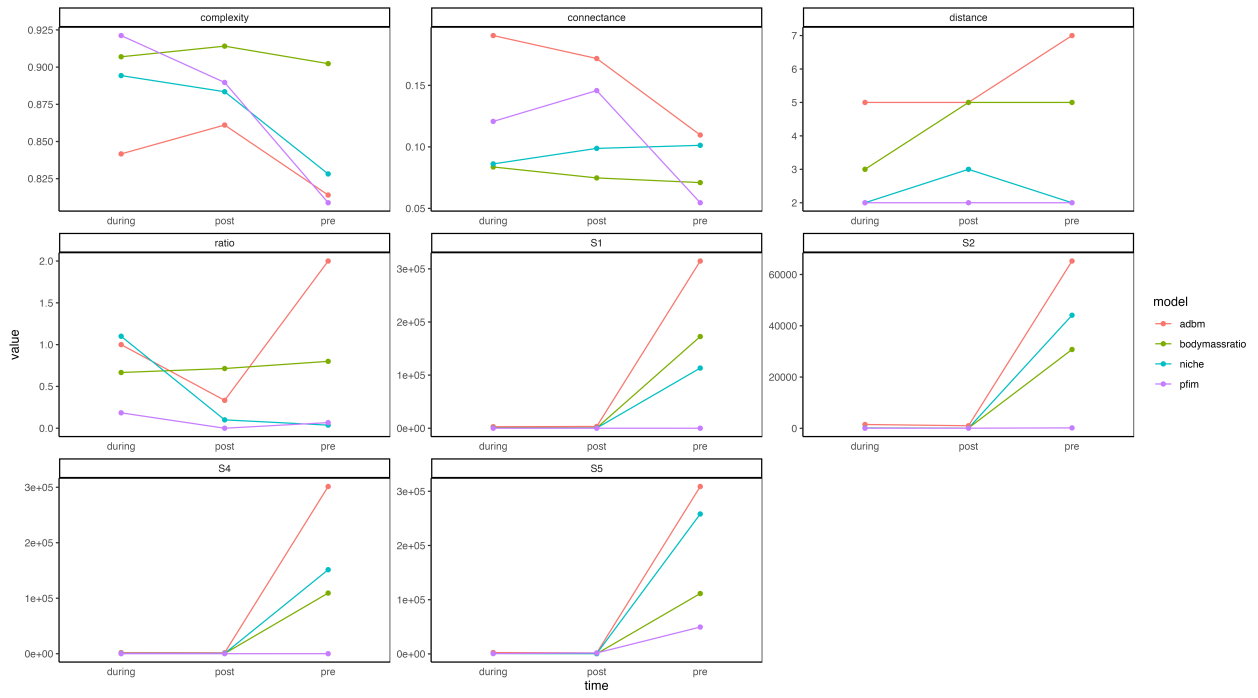 complexity
connectance
distance
0.925
0.900
0.875
0.850
0.825
during post pre
0.15
0.10
0.05
during post pre
7
6
5
4
3
2
during post pre
ratio
S1
S2
2.0
1.5
1.0
0.5
0.0
during post pre
3e+05
2e+05
1e+05
0e+00
during post pre
60000
40000
20000
0
during post pre
S4
S5
3e+05
2e+05
1e+05
0e+00
during post pre
3e+05
2e+05
1e+05
0e+00
during post pre
value
time
model
adbm
bodymassratio
niche
pfim